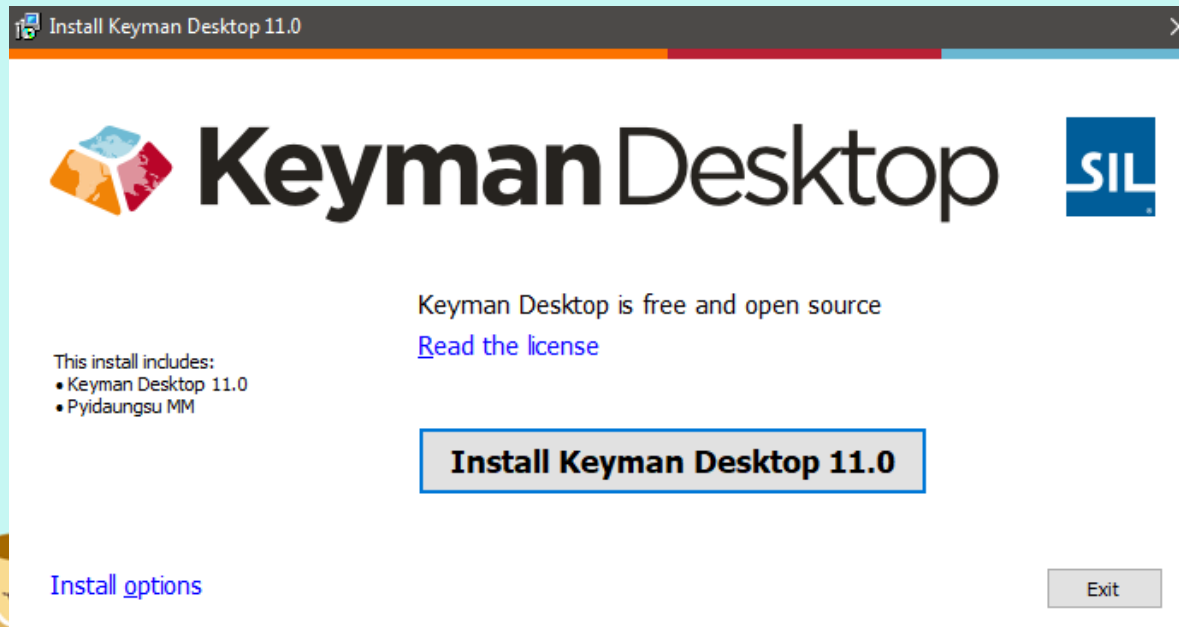 Install Keyman Desktop 11.0
Keyman Desktop
SIL
Keyman Desktop is free and open source
Read the license
This install includes:
• Keyman Desktop 11.0
• Pyidaungsu MM
Install Keyman Desktop 11.0
Install options
Exit